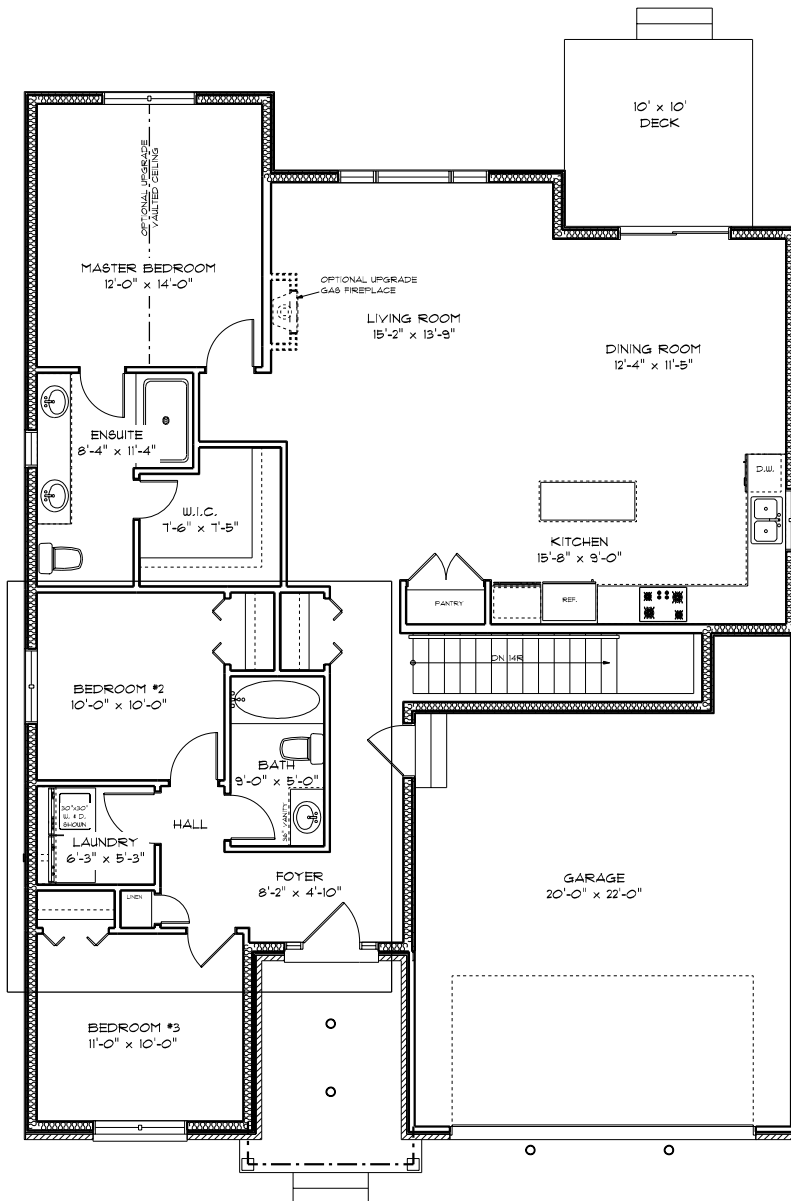 10' x 10'
DECK
OPTIONAL UPGRADE
VAULTED CEILING
MASTER BEDROOM
12'-0" x 14'-0"
OPTIONAL UPGRADE
GAS FIREPLACE
LIVING ROOM
15'-2" x 13'-9"
DINING ROOM
12'-4" x 11'-5"
ENSUITE
8'-4" x 11'-4"
W.I.C.
7'-6" x 7'-5"
D.W.
KITCHEN
15'-8" x 9'-0"
PANTRY
REF.
DN 14R
BEDROOM #2
10'-0" x 10'-0"
BATH
9'-0" x 5'-0"
36" VANITY
30"x30"
W. & D.
SHOWN
LAUNDRY
6'-3" x 5'-3"
HALL
LINEN
FOYER
8'-2" x 4'-10"
GARAGE
20'-0" x 22'-0"
BEDROOM #3
11'-0" x 10'-0"